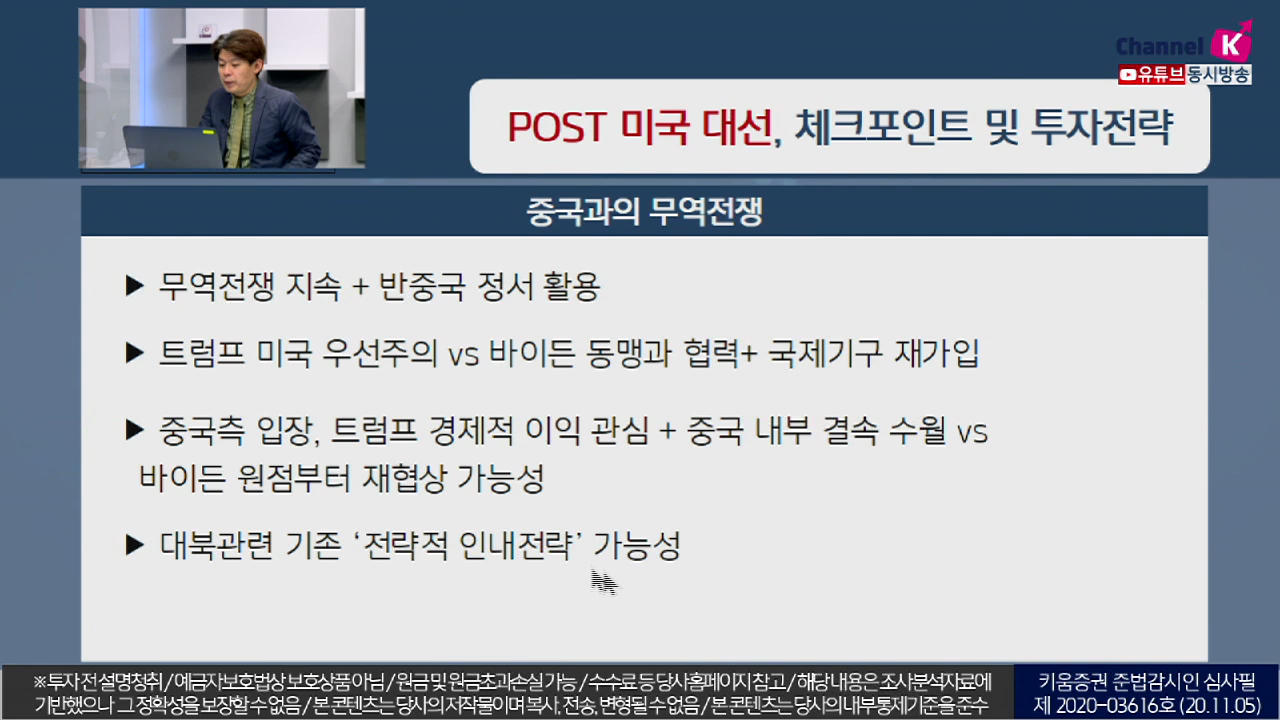 Channel K
유튜브동시방송
POST 미국 대선, 체크포인트 및 투자전략
중국과의 무역전쟁
▶ 무역전쟁 지속 + 반중국 정서 활용
▶ 트럼프 미국 우선주의 vs 바이든 동맹과 협력+ 국제기구 재가입
▶ 중국측 입장, 트럼프 경제적 이익 관심 + 중국 내부 결속 수월 vs
바이든 원점부터 재협상 가능성
▶ 대북관련 기존 ‘전략적 인내전략’ 가능성
※ 투자 전 설명청취 / 예금자보호법상 보호상품 아님 / 원금 및 원금초과손실 가능 / 수수료 등 당사홈페이지 참고 / 해당 내용은 조사분석자료에
기반했으나 그 정확성을 보장할 수 없음 / 본 콘텐츠는 당사의 저작물이며 복사, 전송, 변형될 수 없음 / 본 콘텐츠는 당사의 내부통제기준을 준수
키움증권 준법감시인 심사필
제 2020-03616호 (20.11.05)